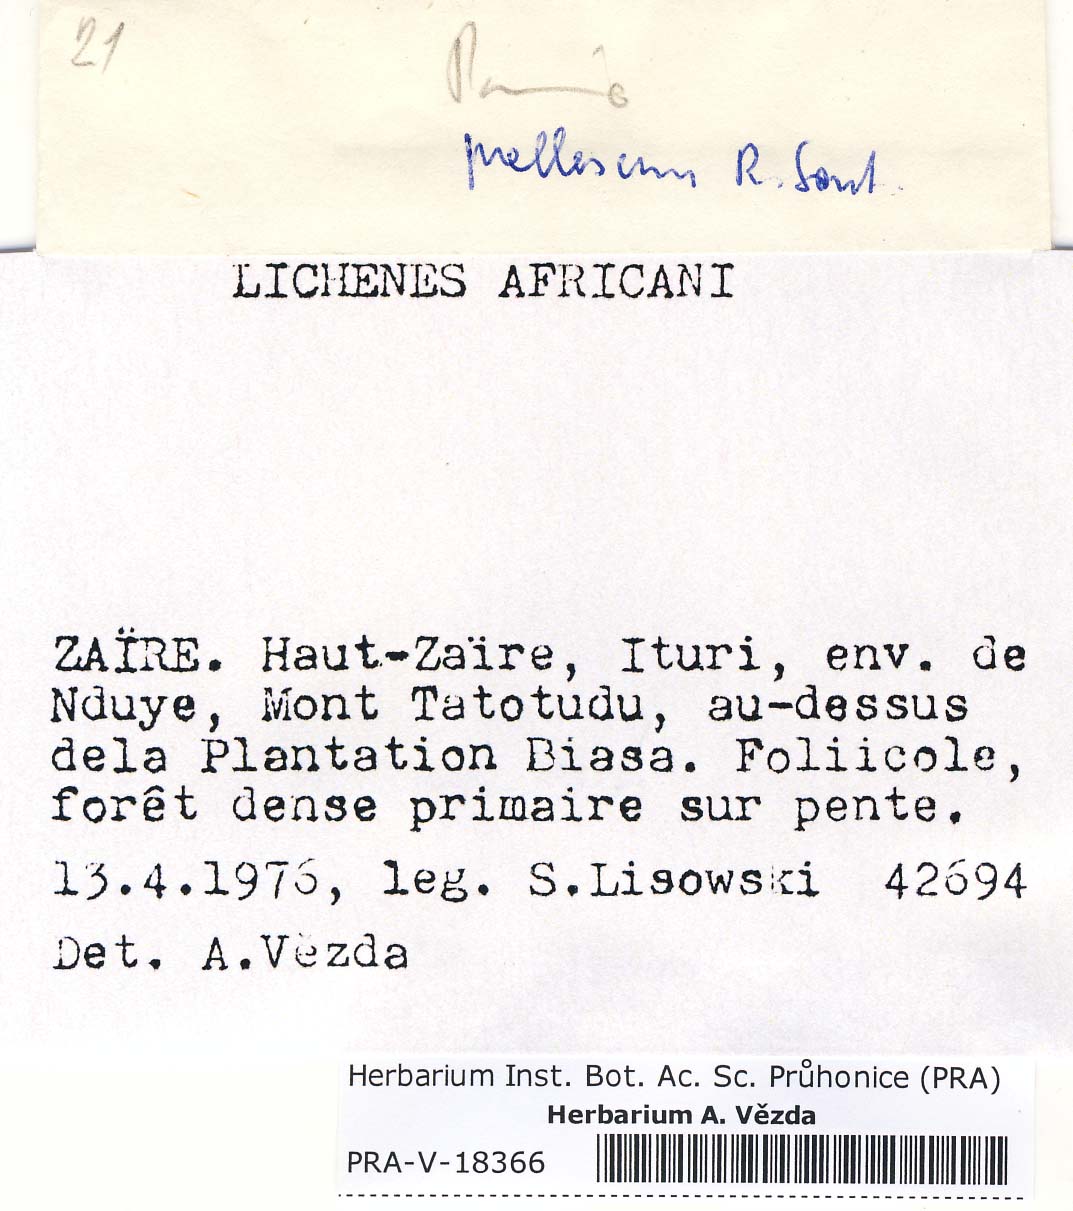 21
R. Sant.
LICHENES AFRICANI
ZAÏRE. Haut-Zaïre, Ituri, env. de
Nduye, Mont Tatotudu, au-dessus
dela Plantation Biasa. Foliicole,
forêt dense primaire sur pente.
13.4.1976, leg. S.Lisowski 42694
Det. A.Vězda
Herbarium Inst. Bot. Ac. Sc. Průhonice (PRA)
Herbarium A. Vězda
PRA-V-18366